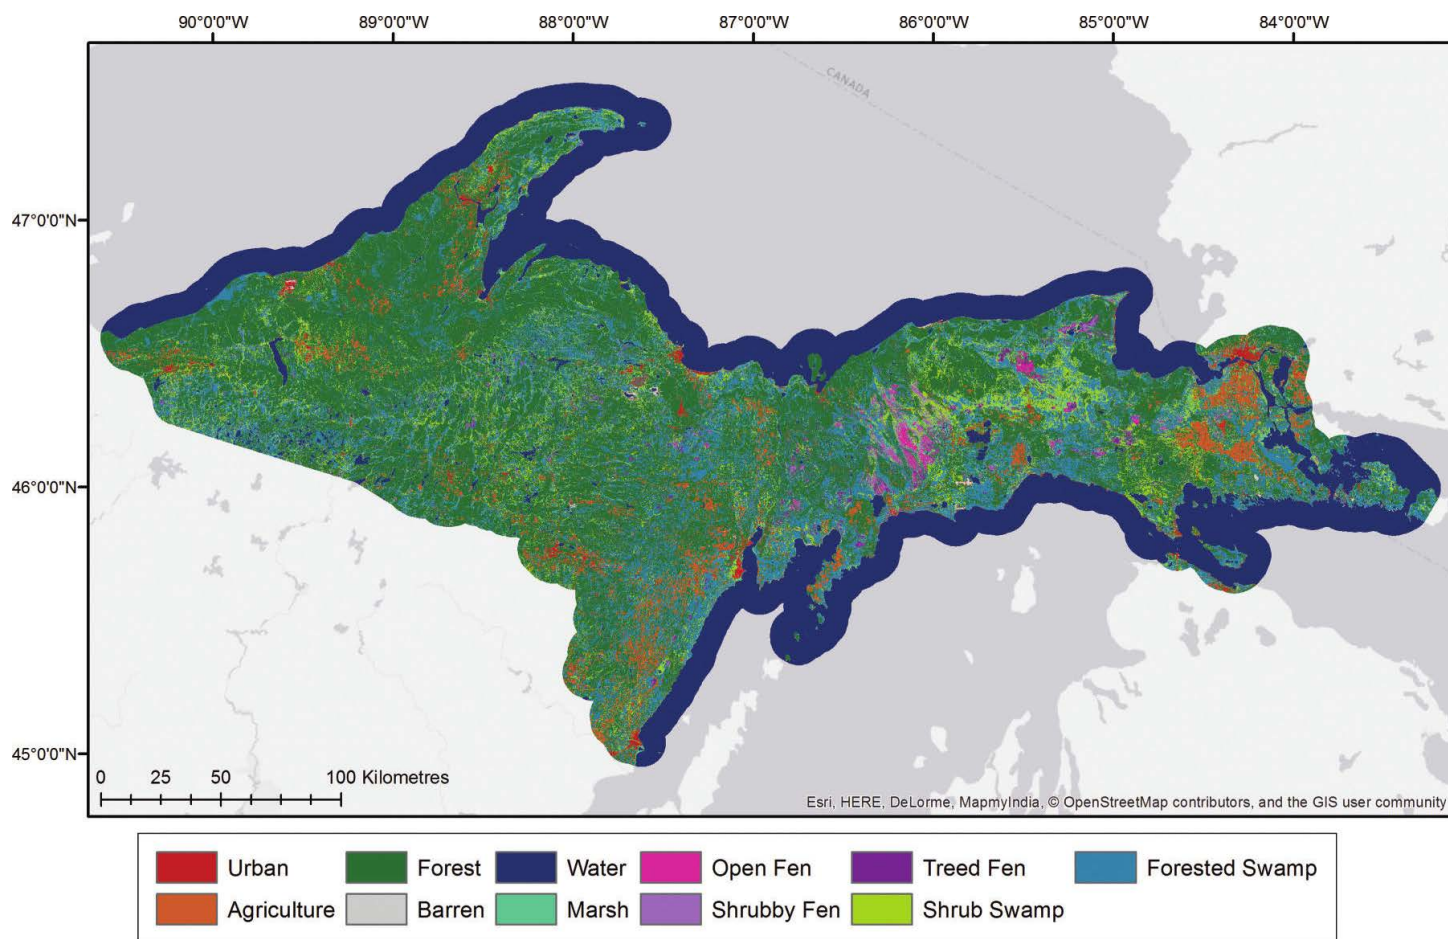 90°0'0"W 89°0'0"W 88°0'0"W 87°0'0"W 86°0'0"W 85°0'0"W 84°0'0"W
CANADA
47°0'0"N
46°0'0"N
45°0'0"N
0 25 50 100 Kilometres
Esri, HERE, DeLorme, MapmyIndia, © OpenStreetMap contributors, and the GIS user community
Urban Forest Water Open Fen Treed Fen Forested Swamp
Agriculture Barren Marsh Shrubby Fen Shrub Swamp